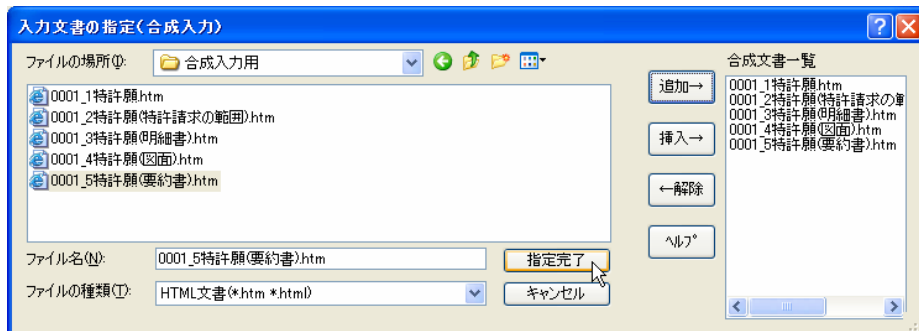 入力文書の指定(合成入力)
ファイルの場所(I):
合成入力用
合成文書一覧
0001_1特許願.htm
0001_2特許願(特許請求の範囲).htm
0001_3特許願(明細書).htm
0001_4特許願(図面).htm
0001_5特許願(要約書).htm
追加→
挿入→
←解除
ヘルプ
0001_1特許願.htm
0001_2特許願(特許請求の範
0001_3特許願(明細書).htm
0001_4特許願(図面).htm
0001_5特許願(要約書).htm
ファイル名(N):
0001_5特許願(要約書).htm
指定完了
ファイルの種類(T):
HTML文書(*.htm *.html)
キャンセル